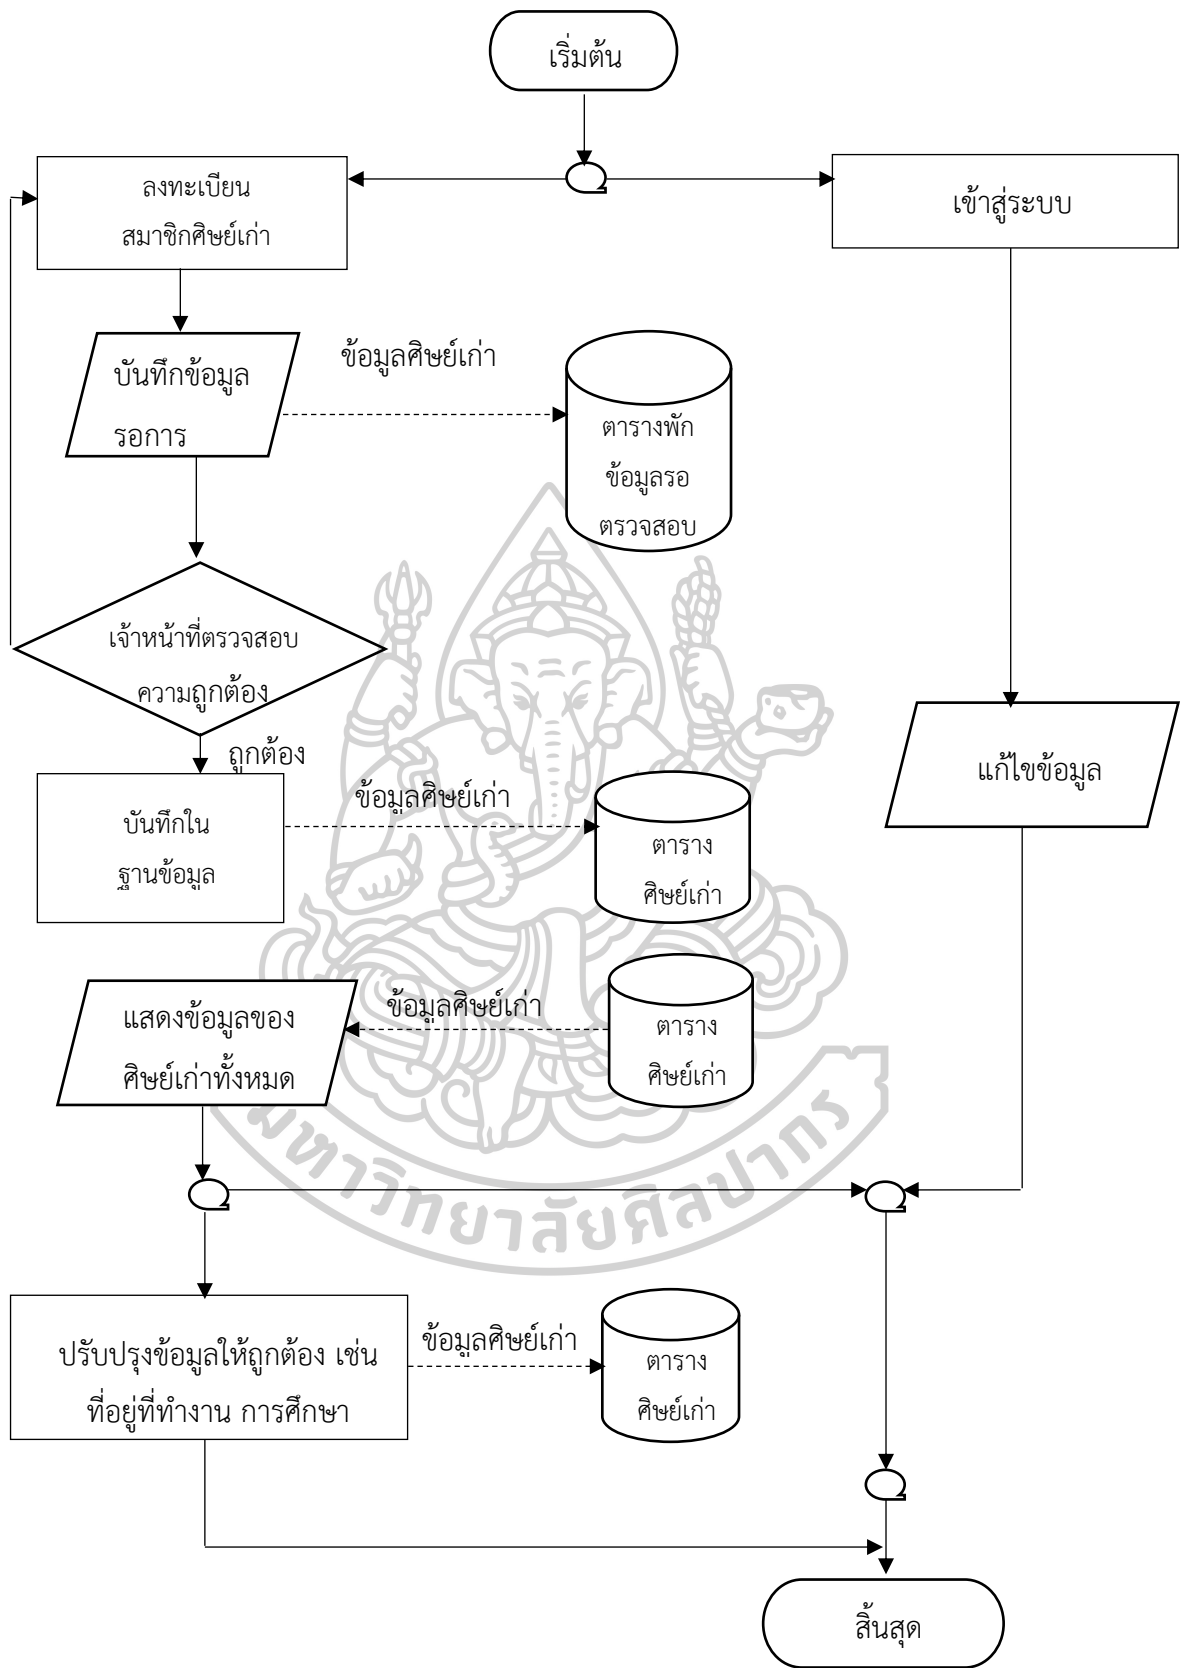 เริ่มต้น
ลงทะเบียน
สมาชิกศิษย์เก่า
เข้าสู่ระบบ
บันทึกข้อมูล
รอการ
ข้อมูลศิษย์เก่า
ตารางพัก
ข้อมูลรอ
ตรวจสอบ
เจ้าหน้าที่ตรวจสอบ
ความถูกต้อง
ถูกต้อง
แก้ไขข้อมูล
บันทึกใน
ฐานข้อมูล
ข้อมูลศิษย์เก่า
ตาราง
ศิษย์เก่า
แสดงข้อมูลของ
ศิษย์เก่าทั้งหมด
ข้อมูลศิษย์เก่า
ตาราง
ศิษย์เก่า
มหาวิทยาลัยศิลปากร
ปรับปรุงข้อมูลให้ถูกต้อง เช่น
ที่อยู่ที่ทำงาน การศึกษา
ข้อมูลศิษย์เก่า
ตาราง
ศิษย์เก่า
สิ้นสุด